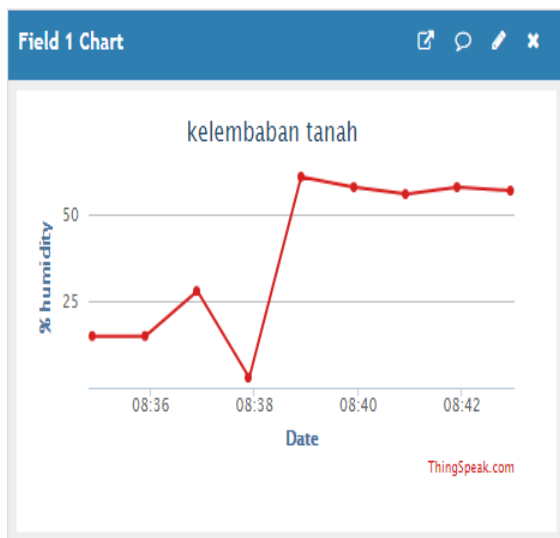 Field 1 Chart
kelembaban tanah
% humidity
50
25
08:36 08:38 08:40 08:42
Date
ThingSpeak.com